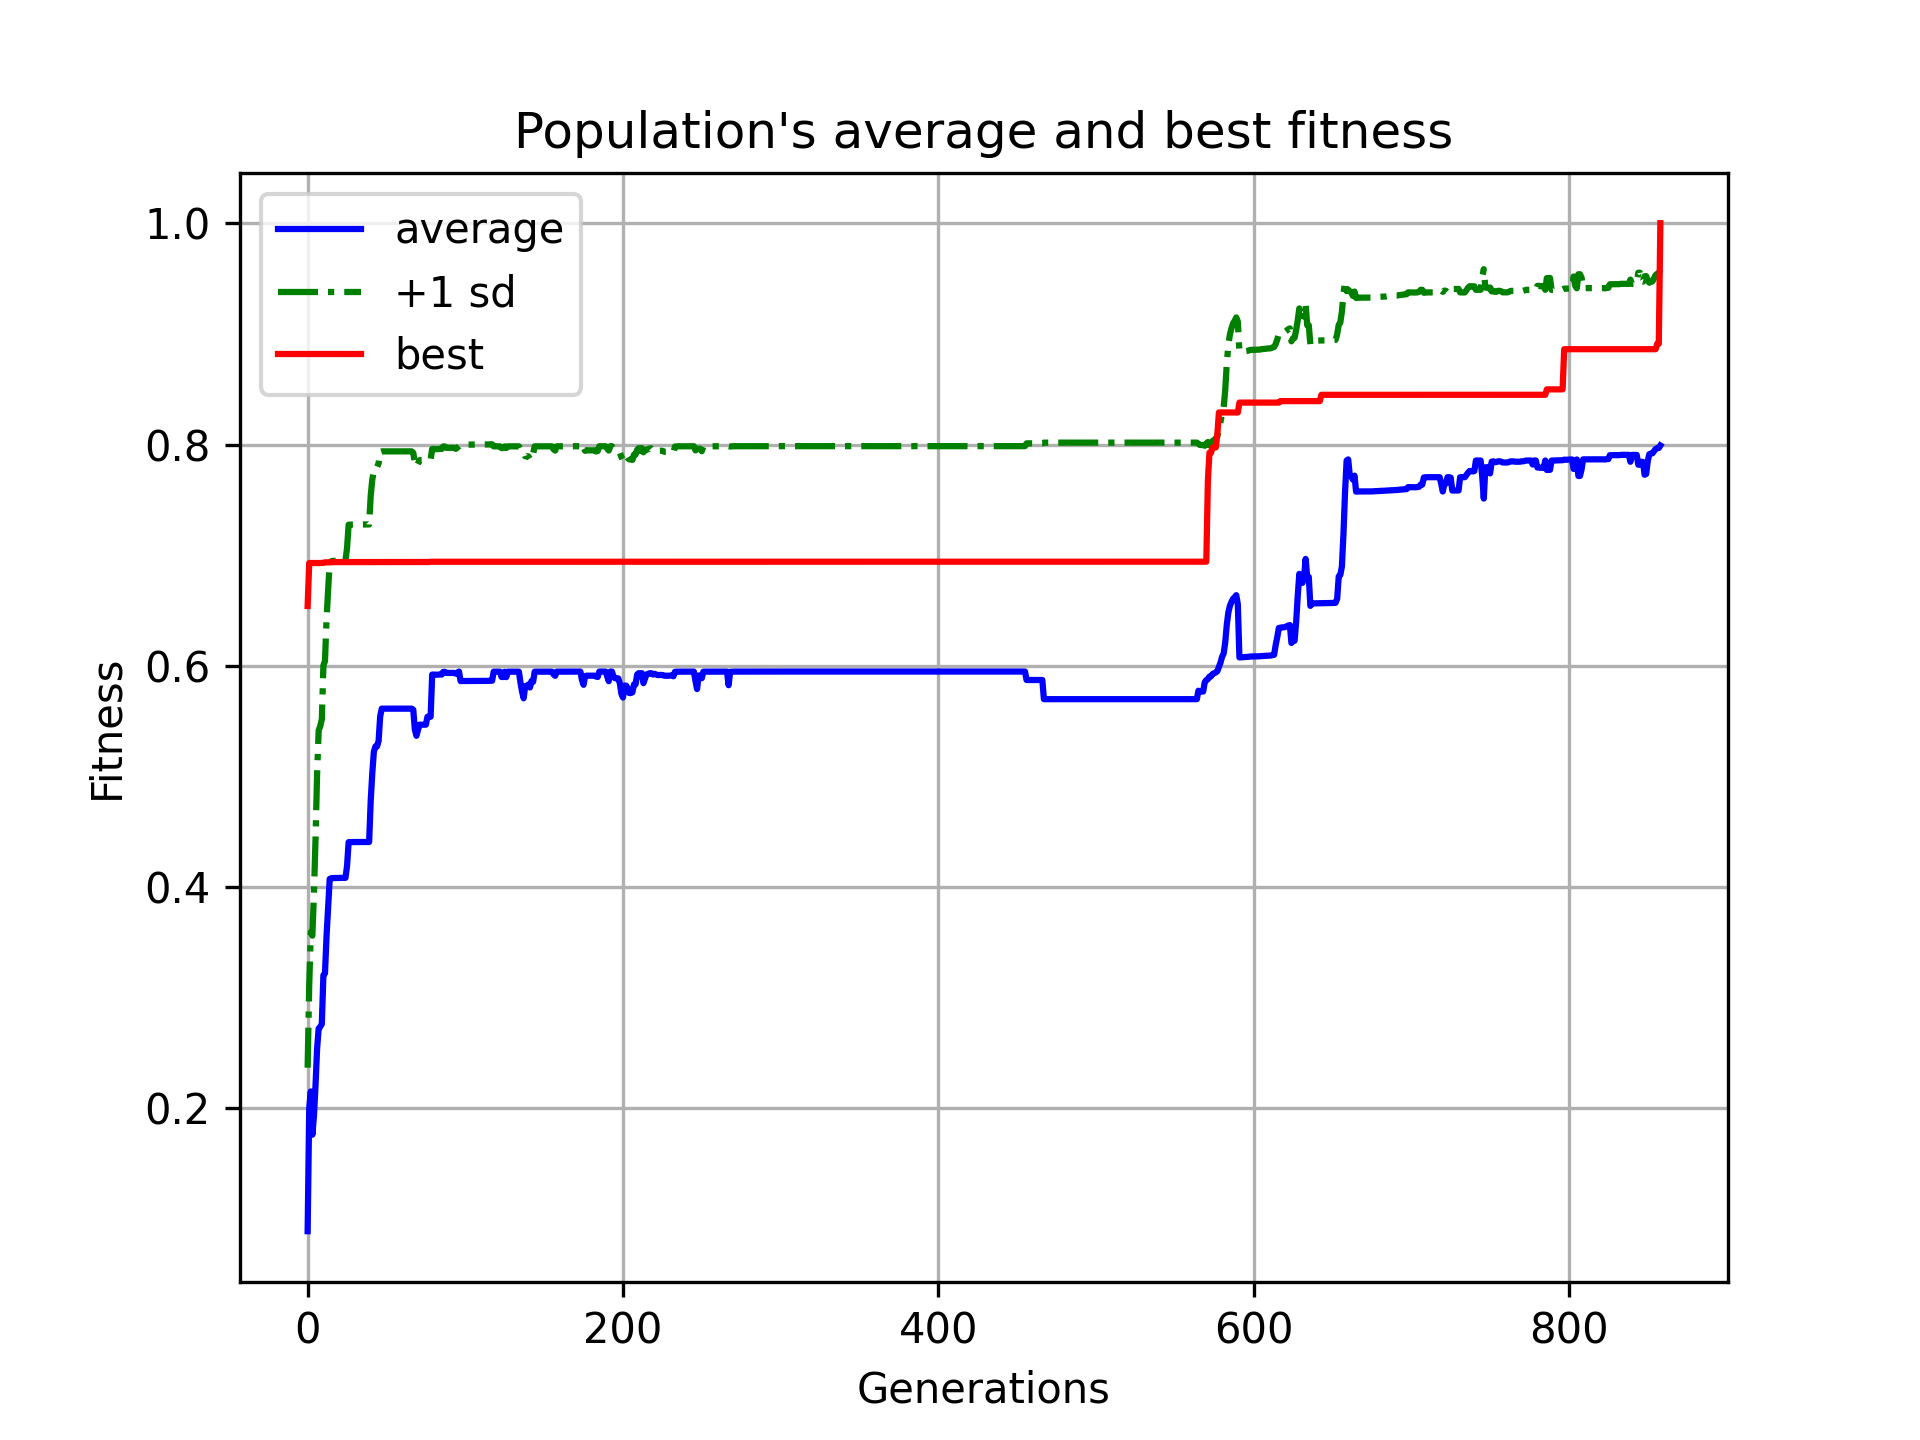 Population's average and best fitness
average
+1 sd
best
1.0
0.8
0.6
0.4
0.2
Fitness
0 200 400 600 800
Generations